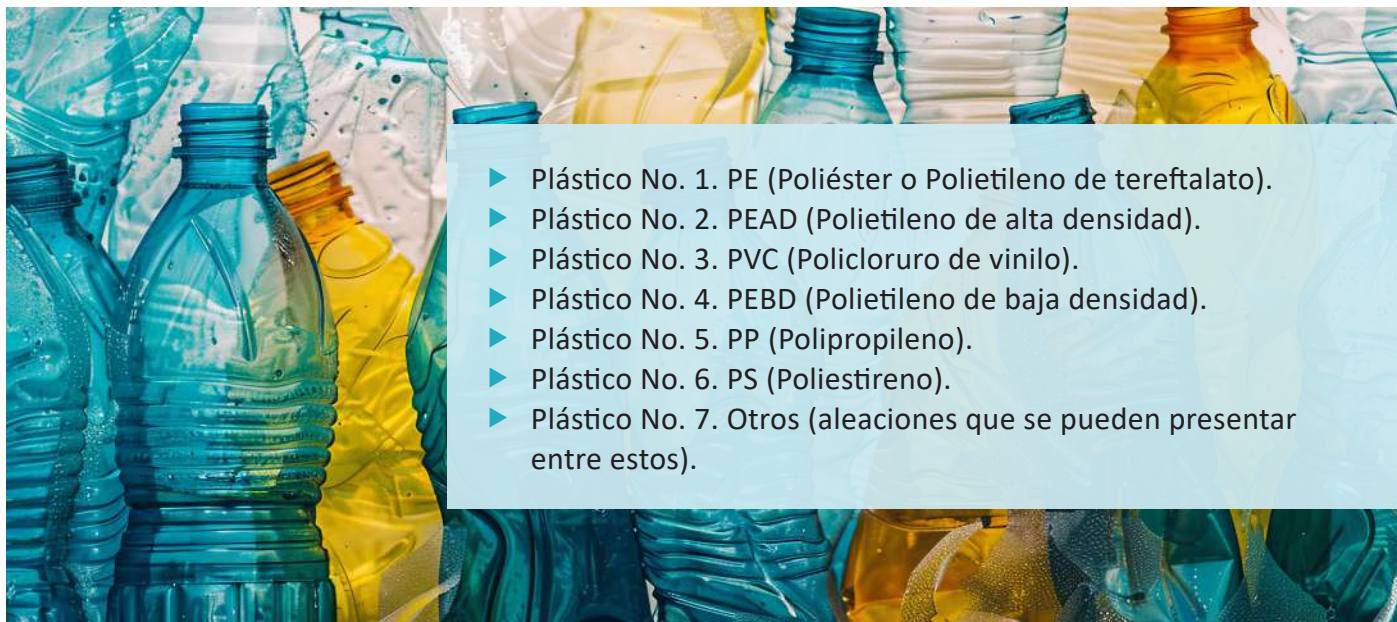 Plástico No. 1. PE (Poliéster o Polietileno de tereftalato).
Plástico No. 2. PEAD (Polietileno de alta densidad).
Plástico No. 3. PVC (Policloruro de vinilo).
Plástico No. 4. PEBD (Polietileno de baja densidad).
Plástico No. 5. PP (Polipropileno).
Plástico No. 6. PS (Poliestireno).
Plástico No. 7. Otros (aleaciones que se pueden presentar
entre estos).